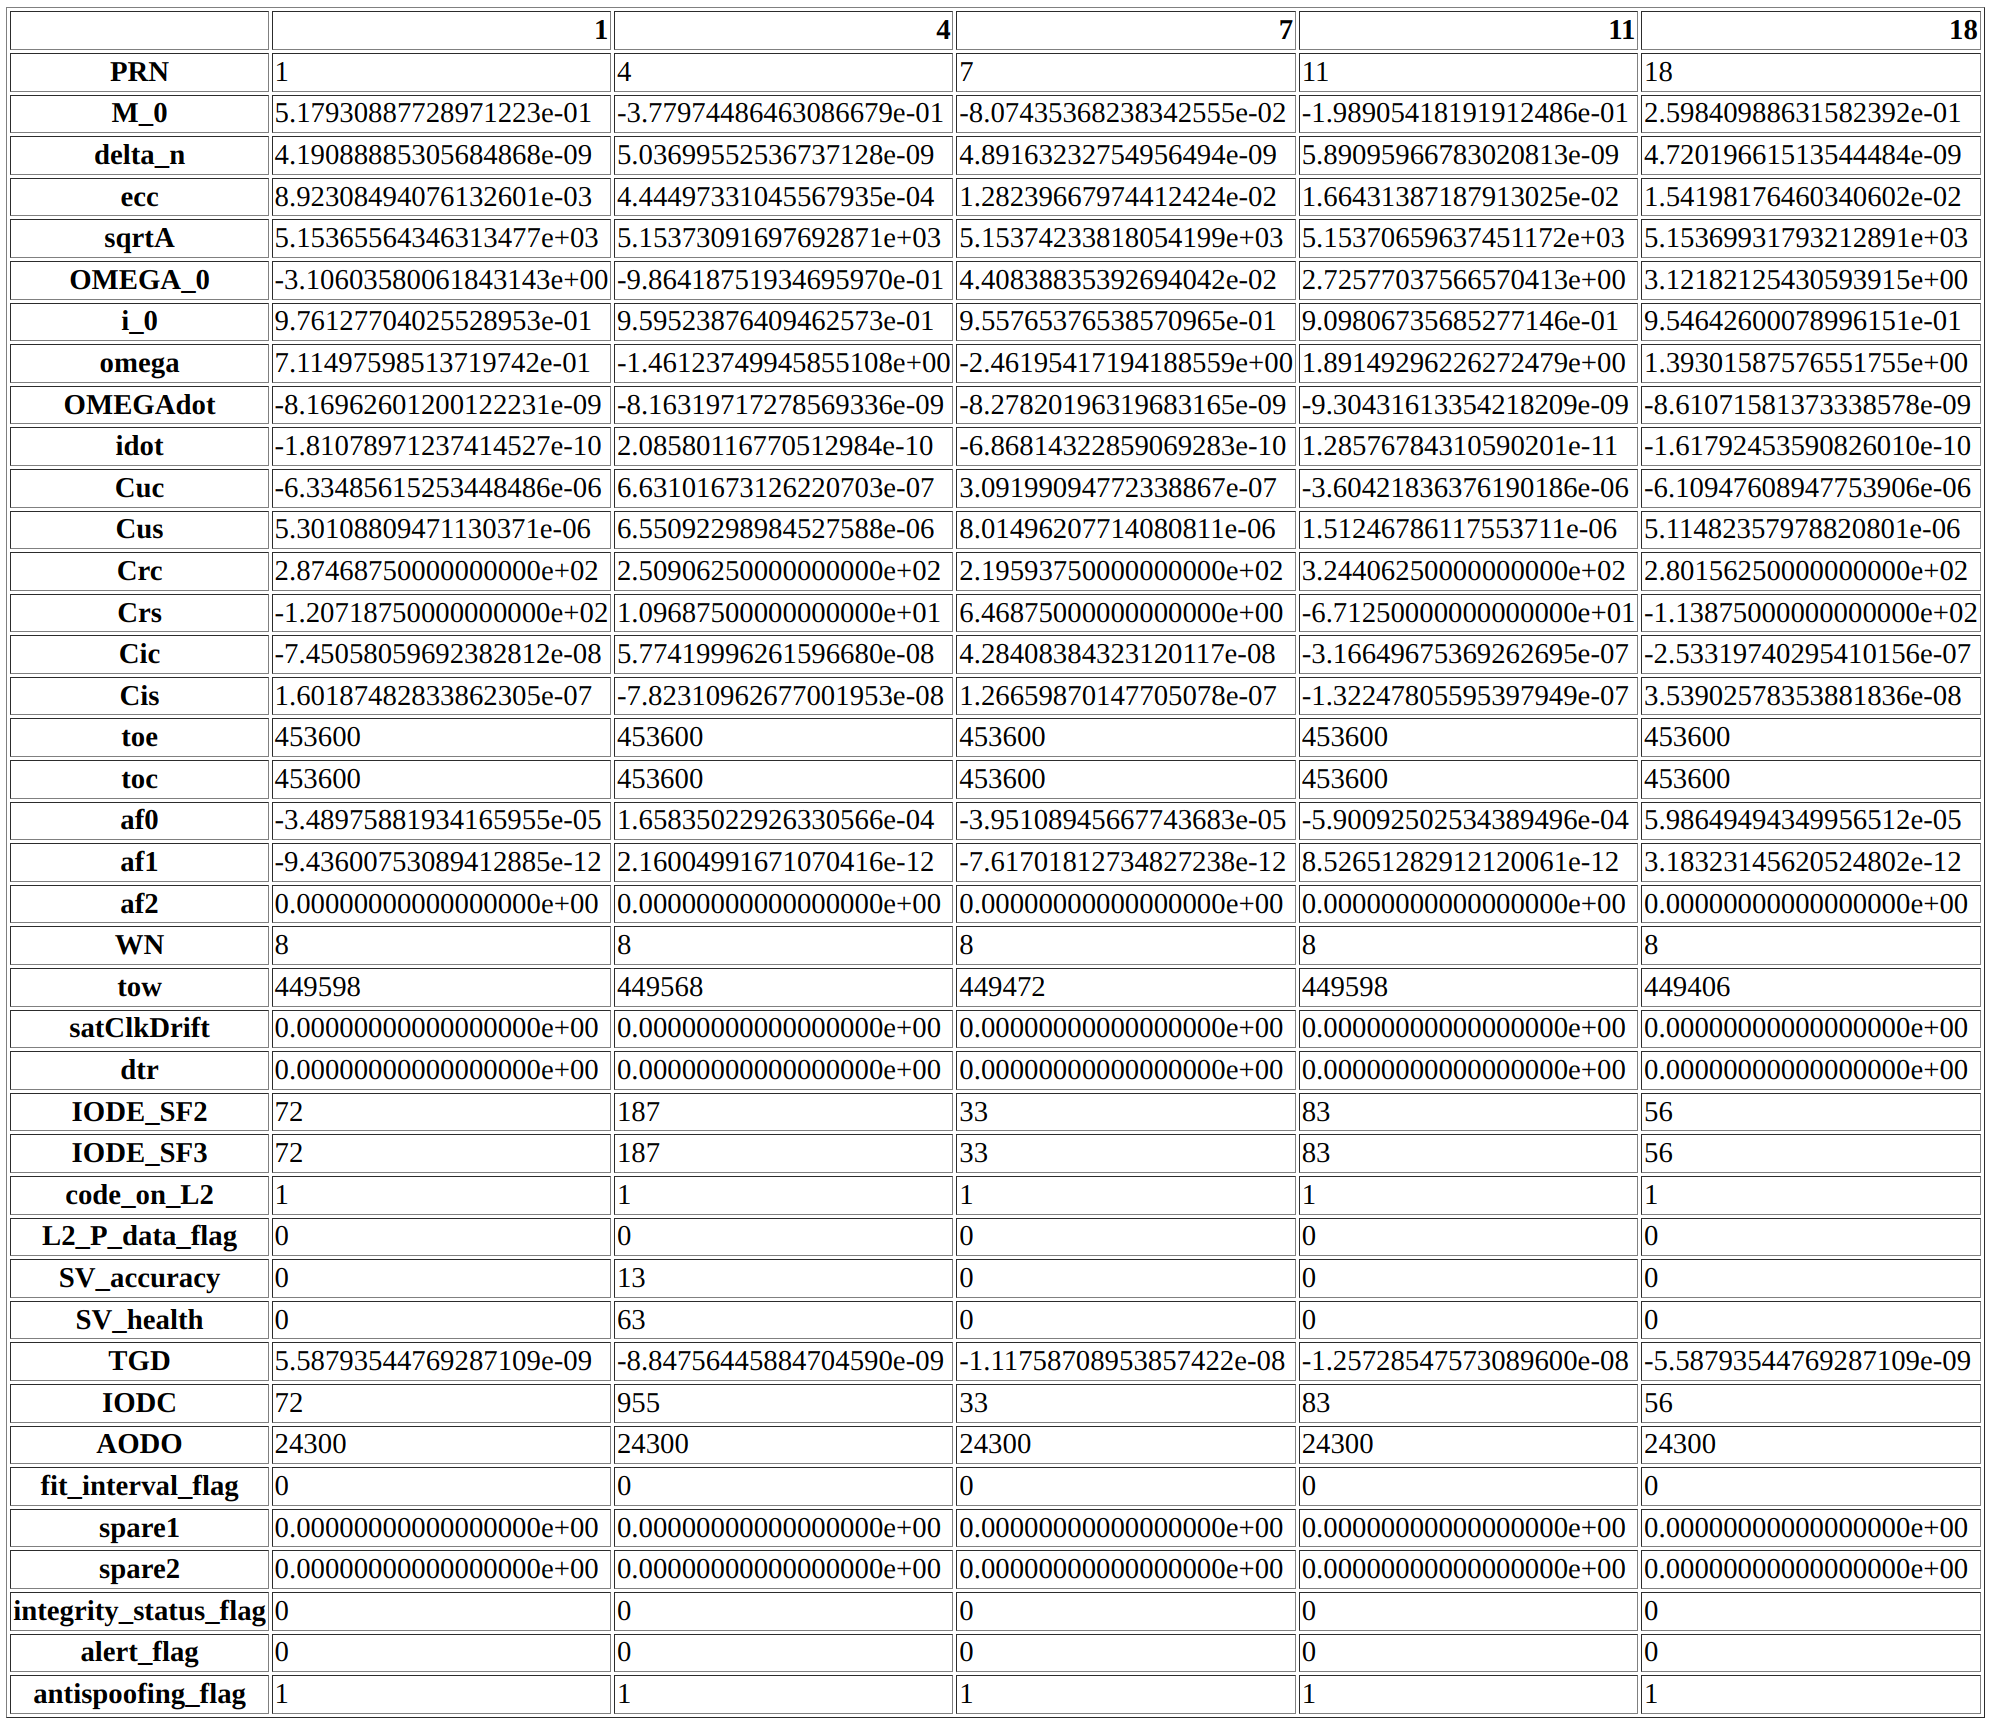 1 4 7 11 18
PRN 1 4 7 11 18
M_0 5.17930887728971223e-01 -3.77974486463086679e-01 -8.07435368238342555e-02 -1.98905418191912486e-01 2.59840988631582392e-01
delta_n 4.19088885305684868e-09 5.03699552536737128e-09 4.89163232754956494e-09 5.89095966783020813e-09 4.72019661513544484e-09
ecc 8.92308494076132601e-03 4.44497331045567935e-04 1.28239667974412424e-02 1.66431387187913025e-02 1.54198176460340602e-02
sqrtA 5.15365564346313477e+03 5.15373091697692871e+03 5.15374233818054199e+03 5.15370659637451172e+03 5.15369931793212891e+03
OMEGA_0 -3.10603580061843143e+00 -9.86418751934695970e-01 4.40838835392694042e-02 2.72577037566570413e+00 3.12182125430593915e+00
i_0 9.76127704025528953e-01 9.59523876409462573e-01 9.55765376538570965e-01 9.09806735685277146e-01 9.54642600078996151e-01
omega 7.11497598513719742e-01 -1.46123749945855108e+00 -2.46195417194188559e+00 1.89149296226272479e+00 1.39301587576551755e+00
OMEGAdot -8.16962601200122231e-09 -8.16319717278569336e-09 -8.27820196319683165e-09 -9.30431613354218209e-09 -8.61071581373338578e-09
idot -1.81078971237414527e-10 2.08580116770512984e-10 -6.86814322859069283e-10 1.28576784310590201e-11 -1.61792453590826010e-10
Cuc -6.33485615253448486e-06 6.63101673126220703e-07 3.09199094772338867e-07 -3.60421836376190186e-06 -6.10947608947753906e-06
Cus 5.30108809471130371e-06 6.55092298984527588e-06 8.01496207714080811e-06 1.51246786117553711e-06 5.11482357978820801e-06
Crc 2.87468750000000000e+02 2.50906250000000000e+02 2.19593750000000000e+02 3.24406250000000000e+02 2.80156250000000000e+02
Crs -1.20718750000000000e+02 1.09687500000000000e+01 6.46875000000000000e+00 -6.71250000000000000e+01 -1.13875000000000000e+02
Cic -7.45058059692382812e-08 5.77419996261596680e-08 4.28408384323120117e-08 -3.16649675369262695e-07 -2.53319740295410156e-07
Cis 1.60187482833862305e-07 -7.82310962677001953e-08 1.26659870147705078e-07 -1.32247805595397949e-07 3.53902578353881836e-08
toe 453600 453600 453600 453600 453600
toc 453600 453600 453600 453600 453600
af0 -3.48975881934165955e-05 1.65835022926330566e-04 -3.95108945667743683e-05 -5.90092502534389496e-04 5.98649494349956512e-05
af1 -9.43600753089412885e-12 2.16004991671070416e-12 -7.61701812734827238e-12 8.52651282912120061e-12 3.18323145620524802e-12
af2 0.00000000000000000e+00 0.00000000000000000e+00 0.00000000000000000e+00 0.00000000000000000e+00 0.00000000000000000e+00
WN 8 8 8 8 8
tow 449598 449568 449472 449598 449406
satClkDrift 0.00000000000000000e+00 0.00000000000000000e+00 0.00000000000000000e+00 0.00000000000000000e+00 0.00000000000000000e+00
dtr 0.00000000000000000e+00 0.00000000000000000e+00 0.00000000000000000e+00 0.00000000000000000e+00 0.00000000000000000e+00
IODE_SF2 72 187 33 83 56
IODE_SF3 72 187 33 83 56
code_on_L2 1 1 1 1 1
L2_P_data_flag 0 0 0 0 0
SV_accuracy 0 13 0 0 0
SV_health 0 63 0 0 0
TGD 5.58793544769287109e-09 -8.84756445884704590e-09 -1.11758708953857422e-08 -1.25728547573089600e-08 -5.58793544769287109e-09
IODC 72 955 33 83 56
AODO 24300 24300 24300 24300 24300
fit_interval_flag 0 0 0 0 0
spare1 0.00000000000000000e+00 0.00000000000000000e+00 0.00000000000000000e+00 0.00000000000000000e+00 0.00000000000000000e+00
spare2 0.00000000000000000e+00 0.00000000000000000e+00 0.00000000000000000e+00 0.00000000000000000e+00 0.00000000000000000e+00
integrity_status_flag 0 0 0 0 0
alert_flag 0 0 0 0 0
antispoofing_flag 1 1 1 1 1